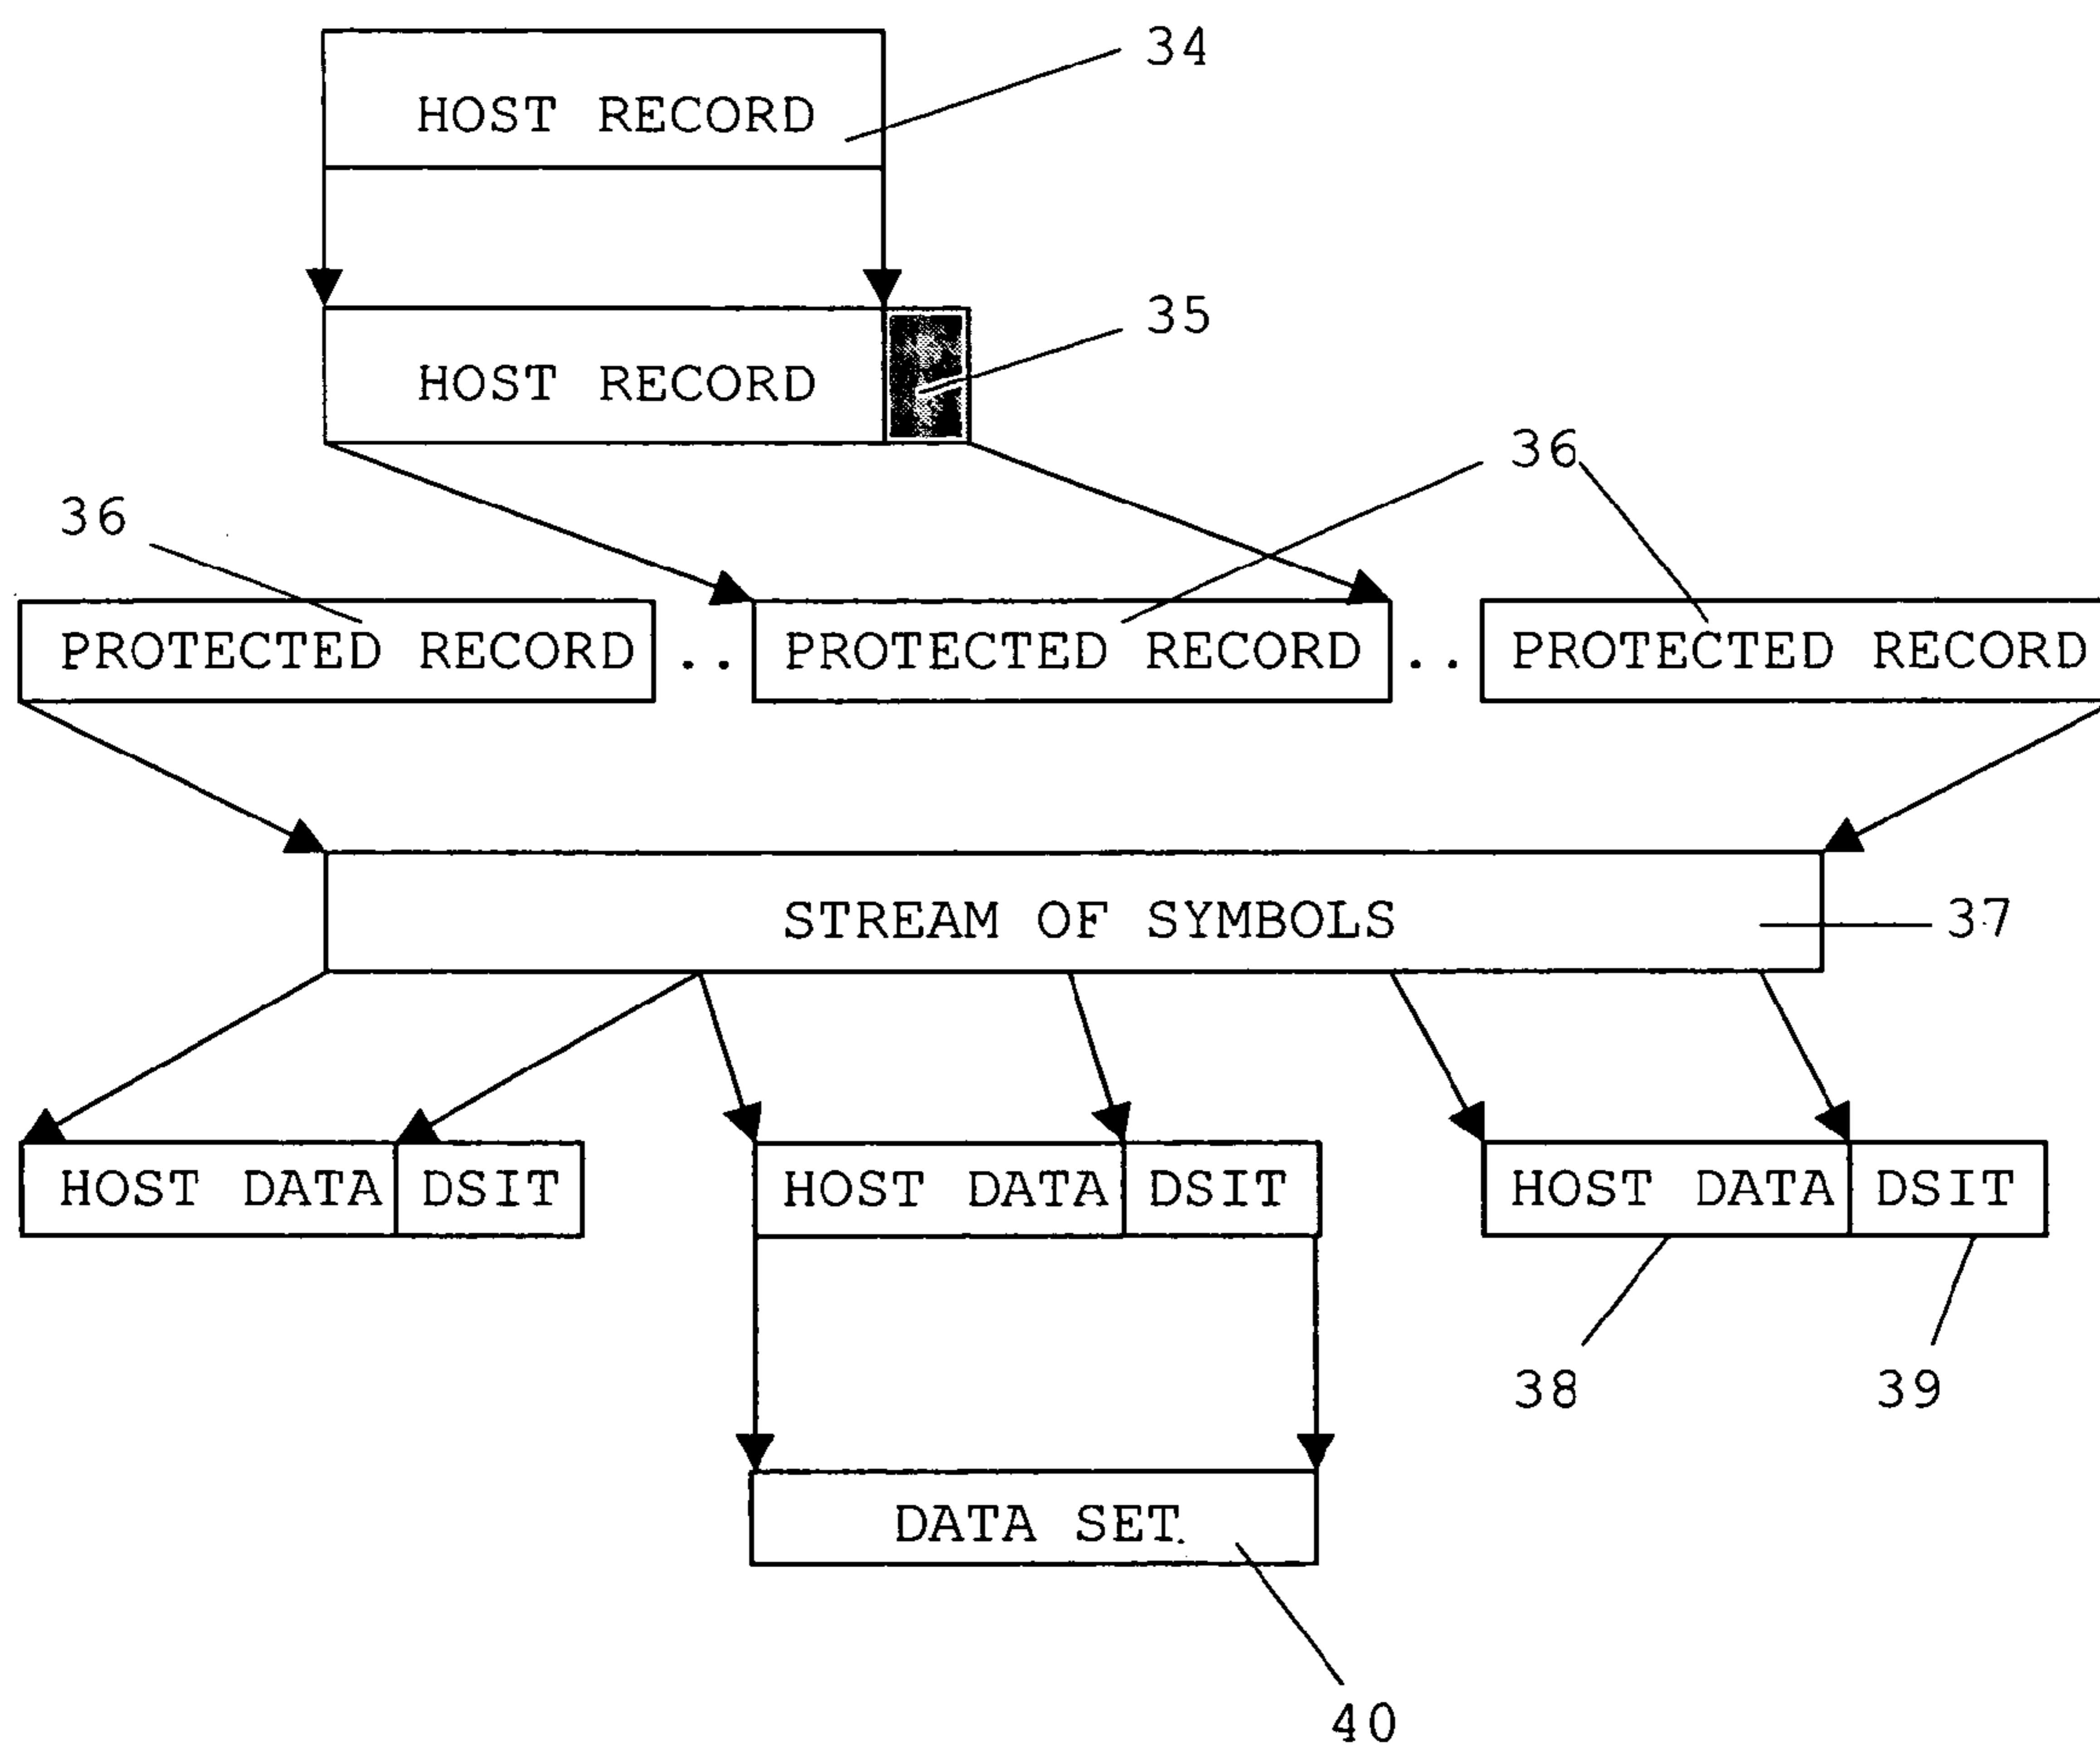 34
HOST RECORD
35
HOST RECORD
36
36
PROTECTED RECORD .. PROTECTED RECORD .. PROTECTED RECORD
STREAM OF SYMBOLS
37
HOST DATA DSIT HOST DATA DSIT HOST DATA DSIT
38 39
DATA SET
40